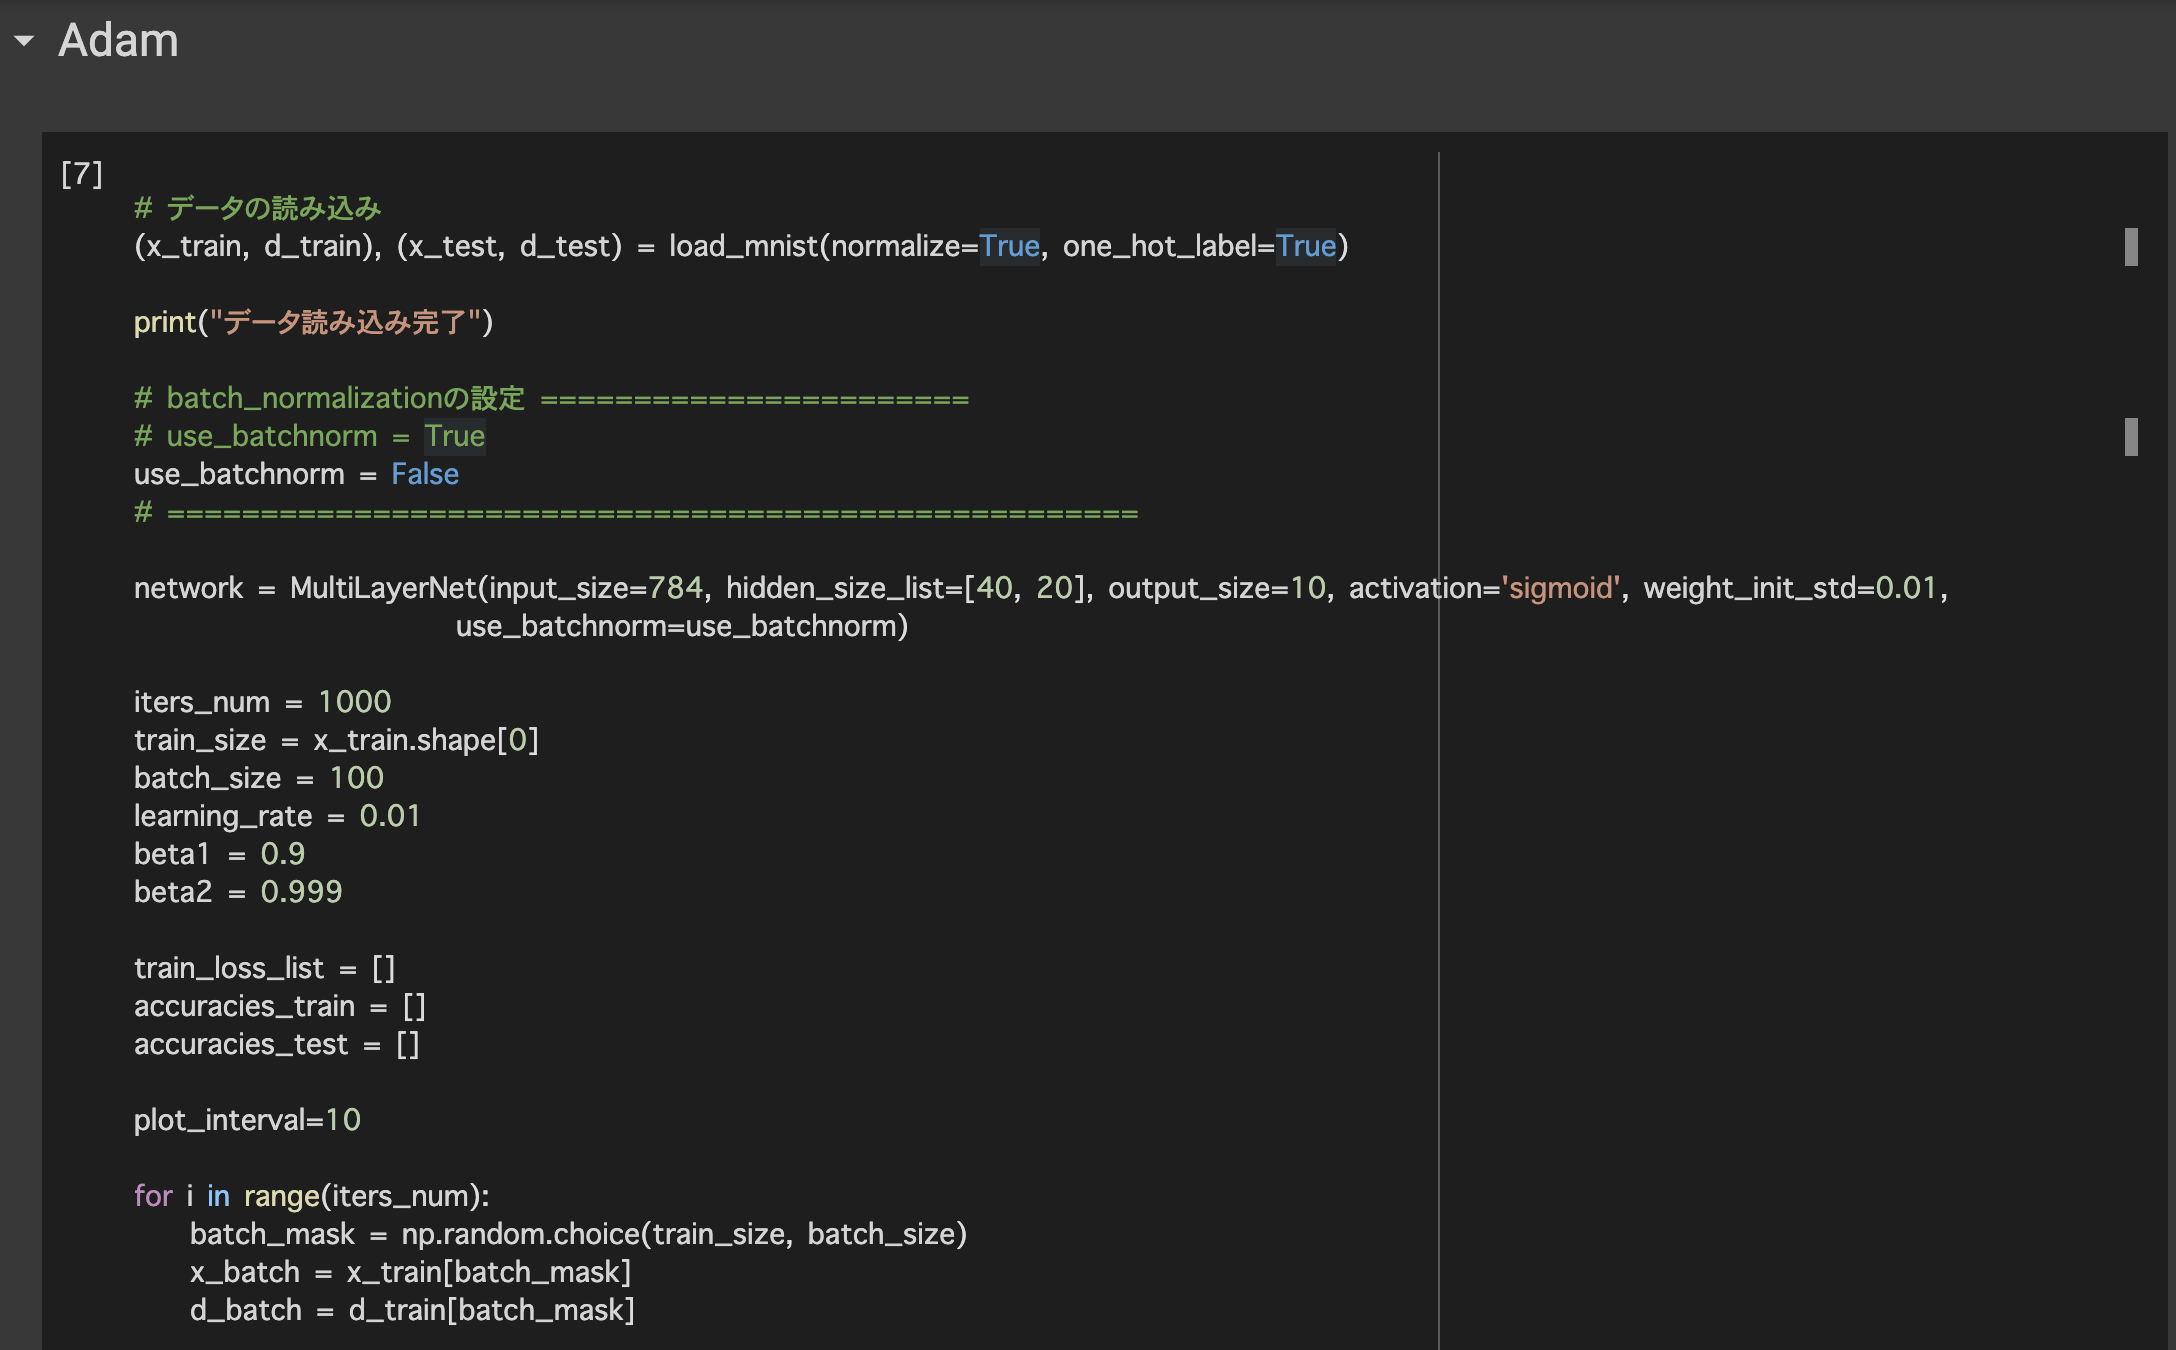 Adam
[7]
# データの読み込み
(x_train, d_train), (x_test, d_test) = load_mnist(normalize=True, one_hot_label=True)
print("データ読み込み完了")
# batch_normalizationの設定 =======================
# use_batchnorm = True
use_batchnorm = False
# ====================================================
network = MultiLayerNet(input_size=784, hidden_size_list=[40, 20], output_size=10, activation='sigmoid', weight_init_std=0.01,
use_batchnorm=use_batchnorm)
iters_num = 1000
train_size = x_train.shape[0]
batch_size = 100
learning_rate = 0.01
beta1 = 0.9
beta2 = 0.999
train_loss_list = []
accuracies_train = []
accuracies_test = []
plot_interval=10
for i in range(iters_num):
batch_mask = np.random.choice(train_size, batch_size)
x_batch = x_train[batch_mask]
d_batch = d_train[batch_mask]